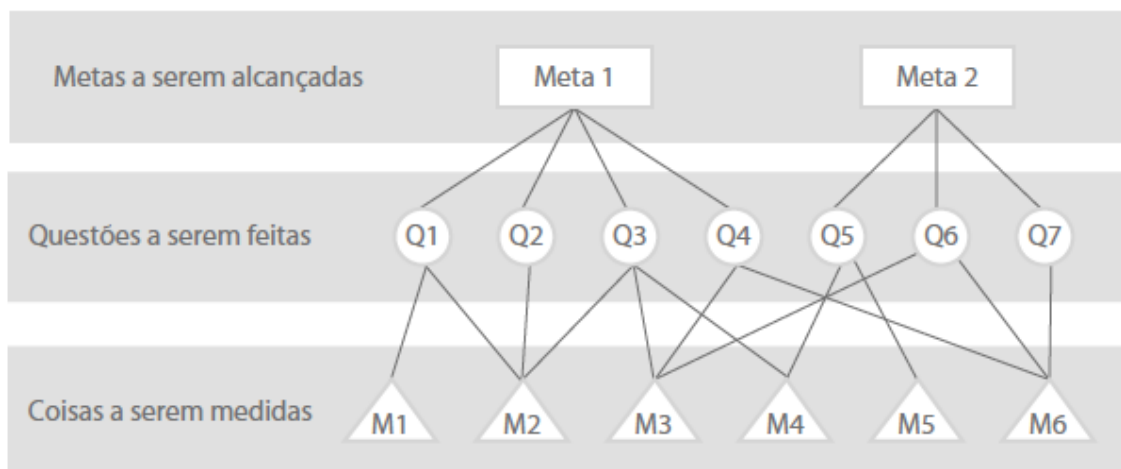 Metas a serem alcançadas
Meta 1
Meta 2
Questões a serem feitas
Q1
Q2
Q3
Q4
Q5
Q6
Q7
Coisas a serem medidas
M1
M2
M3
M4
M5
M6